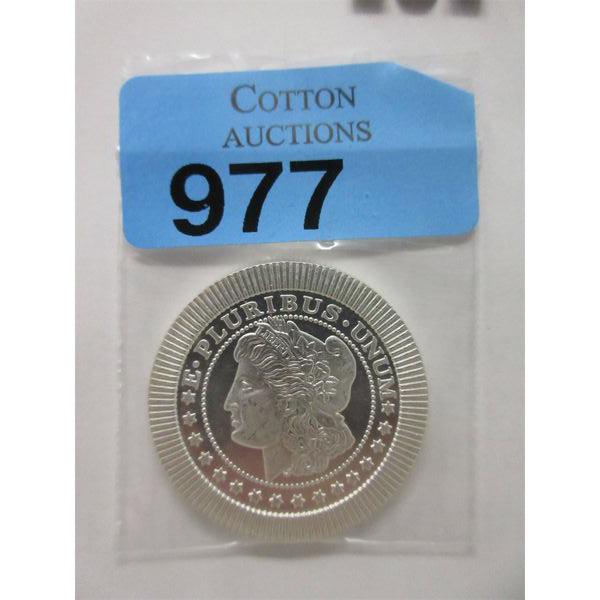 COTTON
AUCTIONS
977
E · PLURIBUS · UNUM